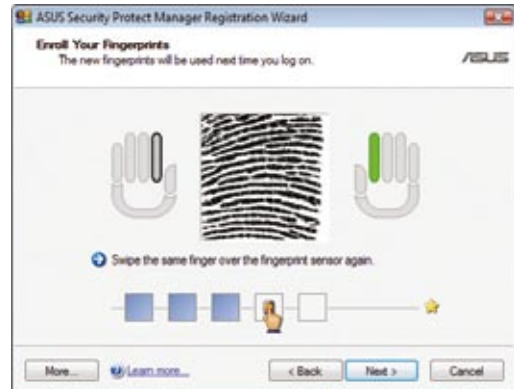 ASUS Security Protect Manager Registration Wizard
Enroll Your Fingerprints
The new fingerprints will be used next time you log on.
ASUS
Swipe the same finger over the fingerprint sensor again.
More... Learn more... < Back Next > Cancel